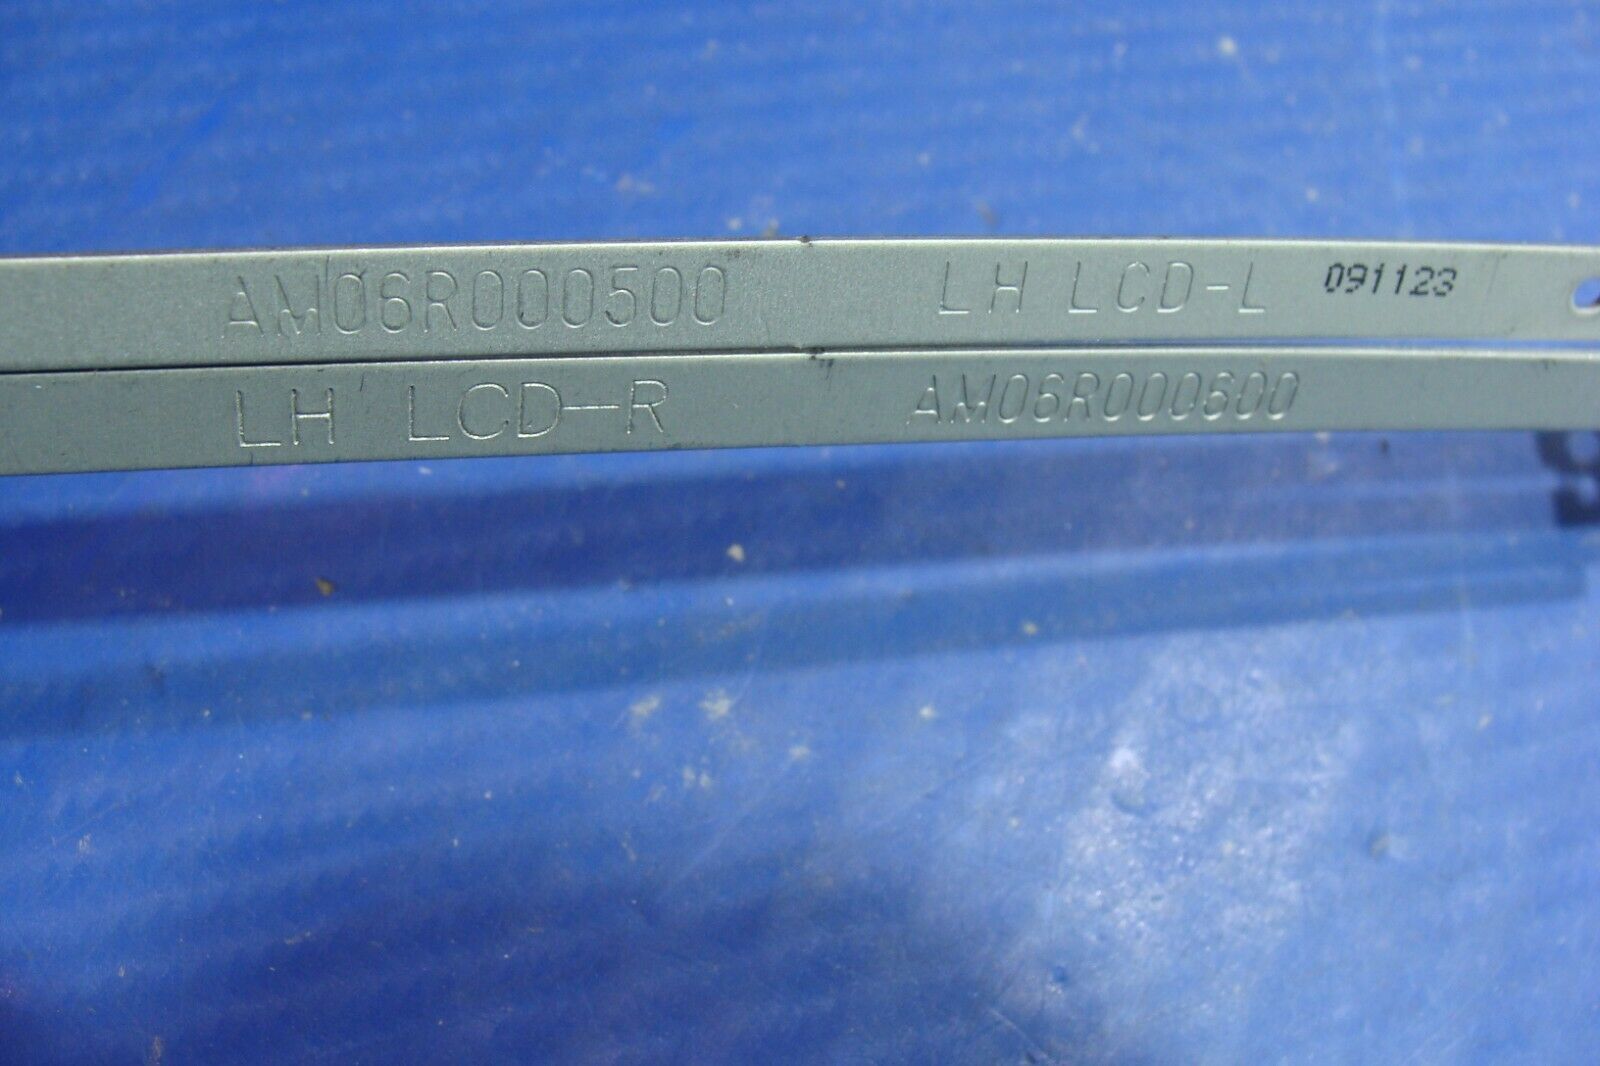 AM06R000500 LH LCD-L 091123
LH LCD-R AM06R000600